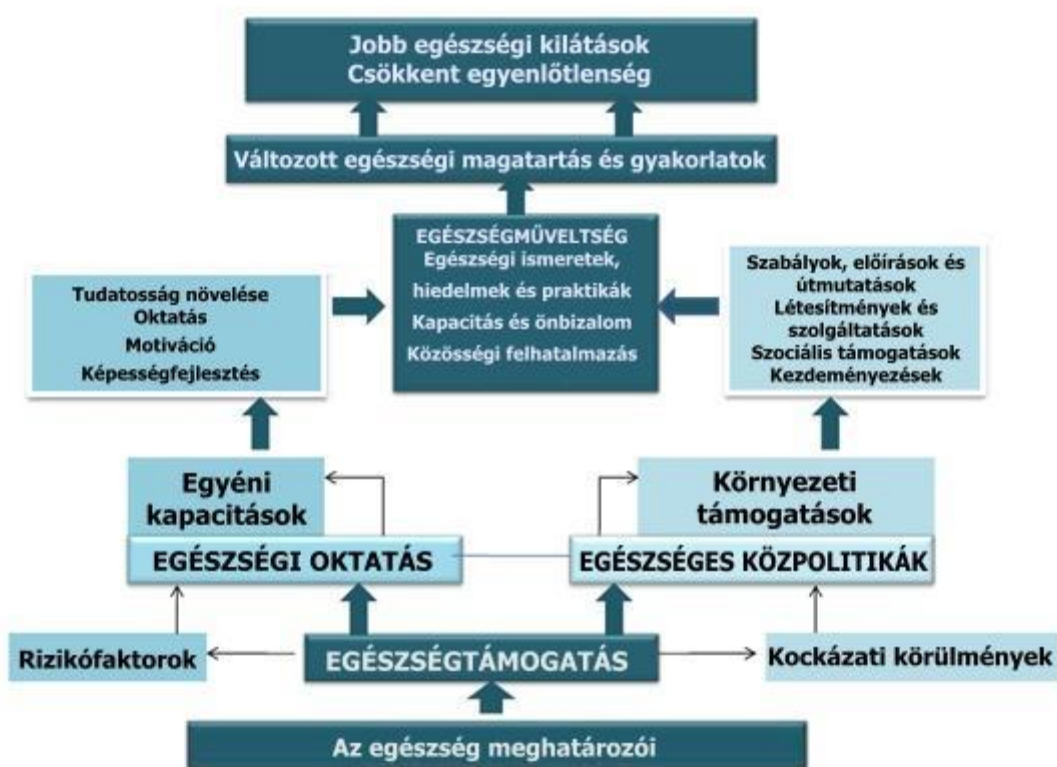 Jobb egészségi kilátások
Csökkent egyenlőtlenség
Változott egészségi magatartás és gyakorlatok
EGÉSZSÉGMŰVELTSÉG
Egészségi ismeretek,
hiedelmek és praktikák
Kapacitás és önbizalom
Közösségi felhatalmazás
Tudatosság növelése
Oktatás
Motiváció
Képességfejlesztés
Szabályok, előírások és
útmutatások
Létesítmények és
szolgáltatások
Szociális támogatások
Kezdeményezések
Egyéni
kapacitások
Környezeti
támogatások
EGÉSZSÉGI OKTATÁS
EGÉSZSÉGES KÖZPOLITIKÁK
Rizikófaktorok
EGÉSZSÉGTÁMOGATÁS
Kockázati körülmények
Az egészség meghatározói